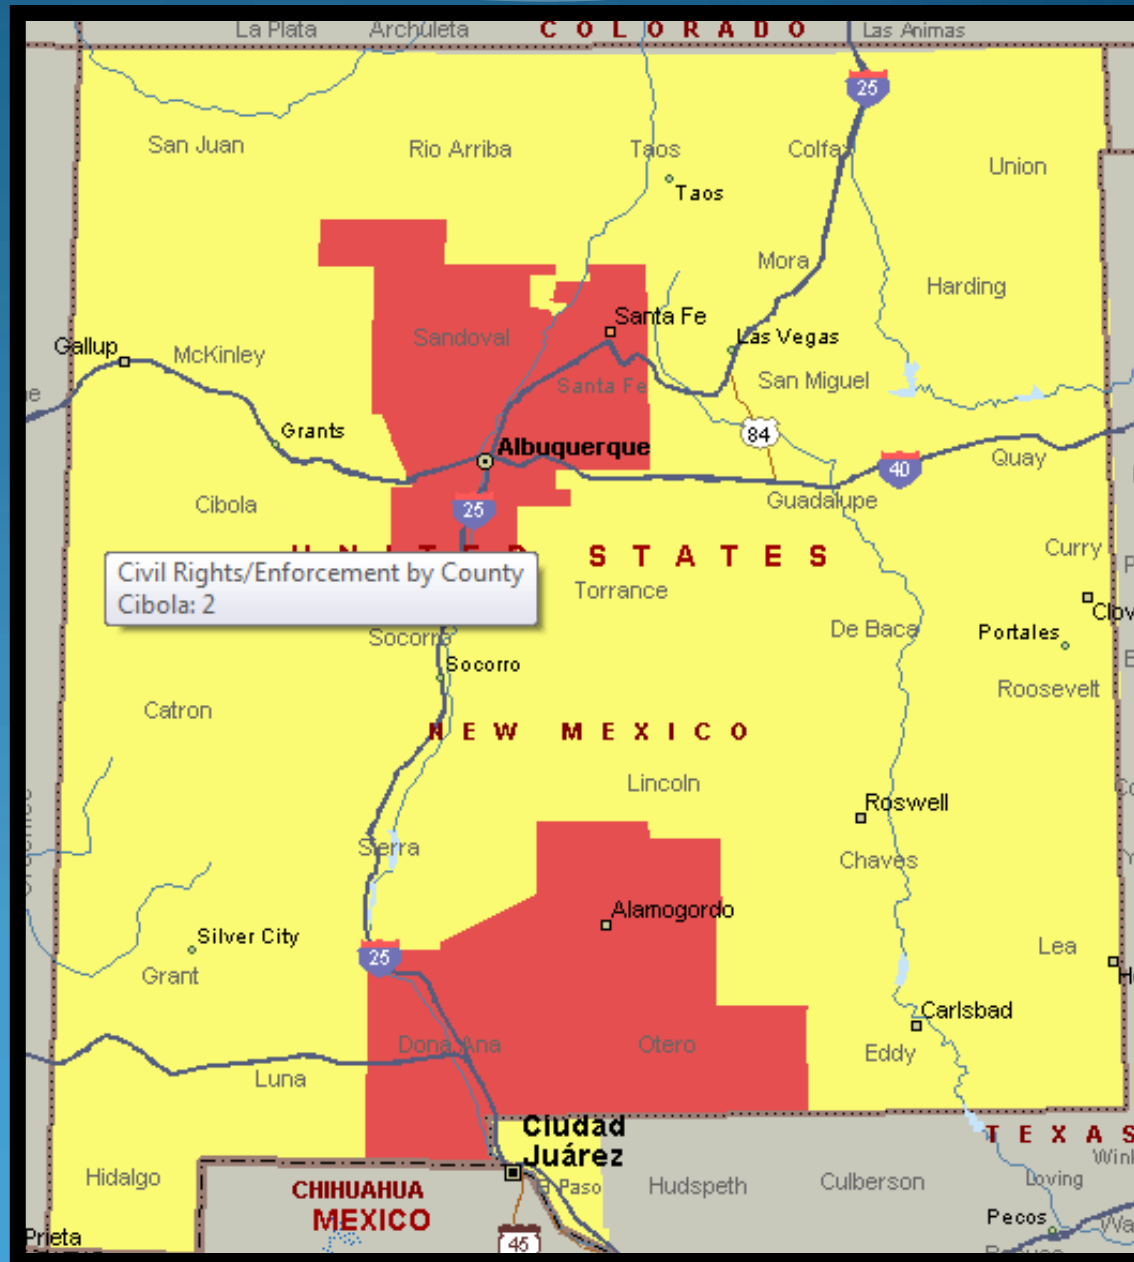 La Plata Archuleta COLORADO Las Animas
25
San Juan Rio Arriba Taos Colfax Union
Taos
Mora
Harding
Santa Fe
Sandoval Las Vegas
Gallup McKinley
Santa Fe San Miguel
Grants 84
Albuquerque Quay
40
Cibola 25 Guadalupe
UNITED STATES Curry
Civil Rights/Enforcement by County
Cibola: 2
Torrance
De Baca Portales
Socorro
Socorro
Roosevelt
Catron
NEW MEXICO
Lincoln
Roswell
Sierra Chaves
Alamogordo
Silver City Lea
25
Grant
Carlsbad
Dona Ana Otero Eddy
Luna
Ciudad
Juárez
TEXAS
Hidalgo Loving
CHIHUAHUA Paso Hudspeth Culberson
MEXICO Pecos
Prieta 45